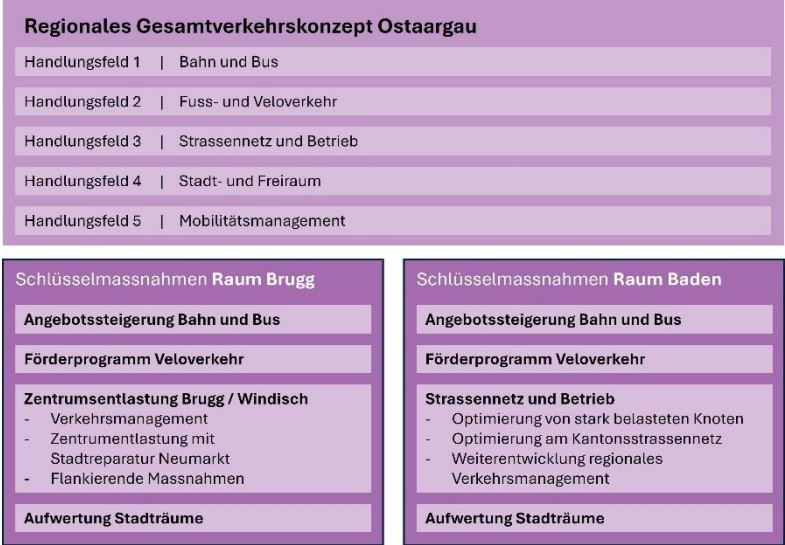 Regionales Gesamtverkehrskonzept Ostaargau
Handlungsfeld 1 | Bahn und Bus
Handlungsfeld 2 | Fuss- und Veloverkehr
Handlungsfeld 3 | Strassennetz und Betrieb
Handlungsfeld 4 | Stadt- und Freiraum
Handlungsfeld 5 | Mobilitätsmanagement
Schlüsselmassnahmen Raum Brugg
Angebotssteigerung Bahn und Bus
Förderprogramm Veloverkehr
Zentrumsentlastung Brugg / Windisch
- Verkehrsmanagement
- Zentrumentlastung mit
Stadtreparatur Neumarkt
- Flankierende Massnahmen
Aufwertung Stadträume
Schlüsselmassnahmen Raum Baden
Angebotssteigerung Bahn und Bus
Förderprogramm Veloverkehr
Strassennetz und Betrieb
- Optimierung von stark belasteten Knoten
- Optimierung am Kantonsstrassennetz
- Weiterentwicklung regionales
Verkehrsmanagement
Aufwertung Stadträume